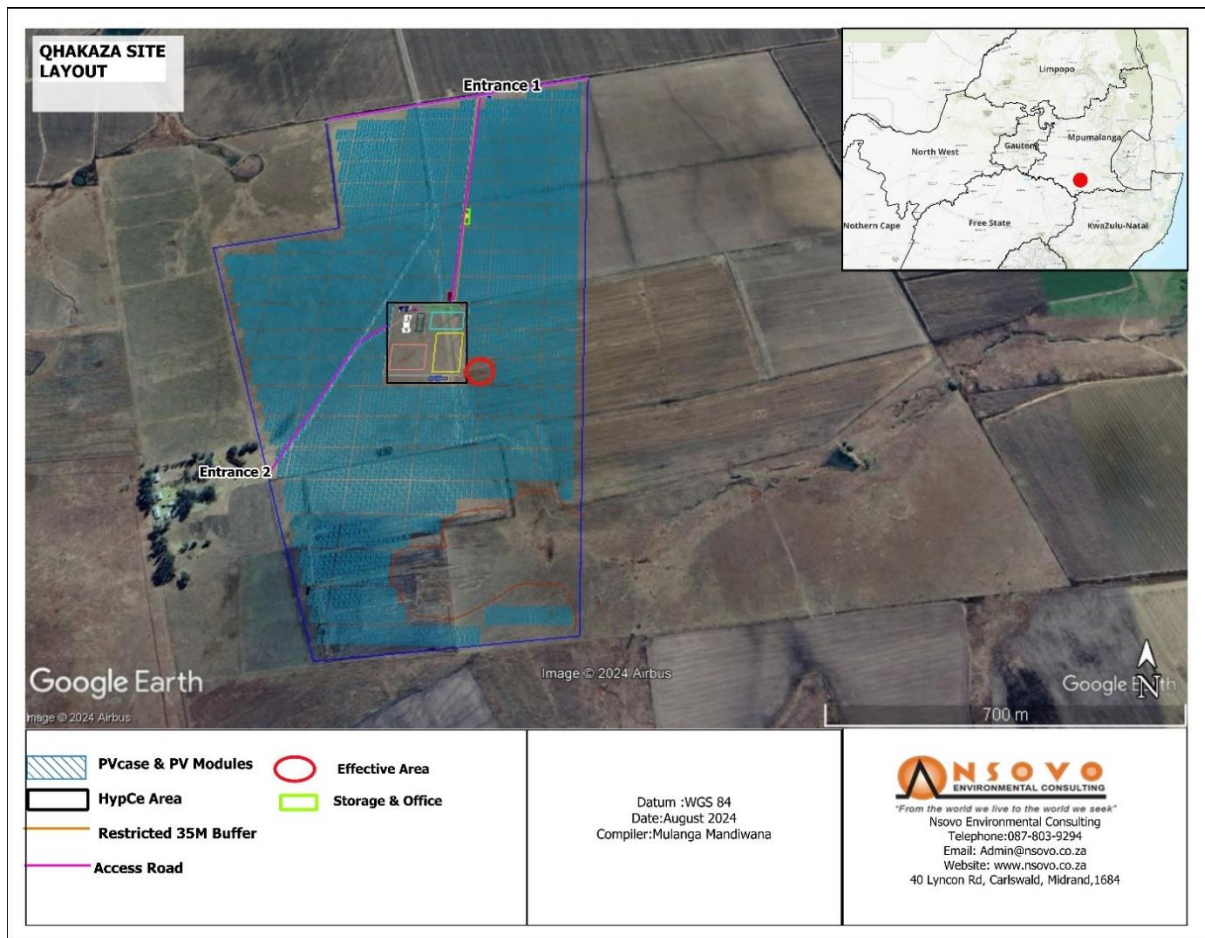 QHAKAZA SITE
LAYOUT
Entrance 1
Entrance 2
Limpopo
Mpumalanga
Gauteng
North West
Free State
KwaZulu-Natal
Nothern Cape
Google Earth
Image © 2024 Airbus
mage © 2024 Airbus
Google E th
N
700 m
PVcase & PV Modules
HypCe Area
Restricted 35M Buffer
Access Road
Effective Area
Storage & Office
Datum :WGS 84
Date:August 2024
Compiler:Mulanga Mandiwana
NSOVO
ENVIRONMENTAL CONSULTING
"From the world we live to the world we seek"
Nsovo Environmental Consulting
Telephone:087-803-9294
Email: Admin@nsovo.co.za
Website: www.nsovo.co.za
40 Lyncon Rd, Carlswald, Midrand,1684